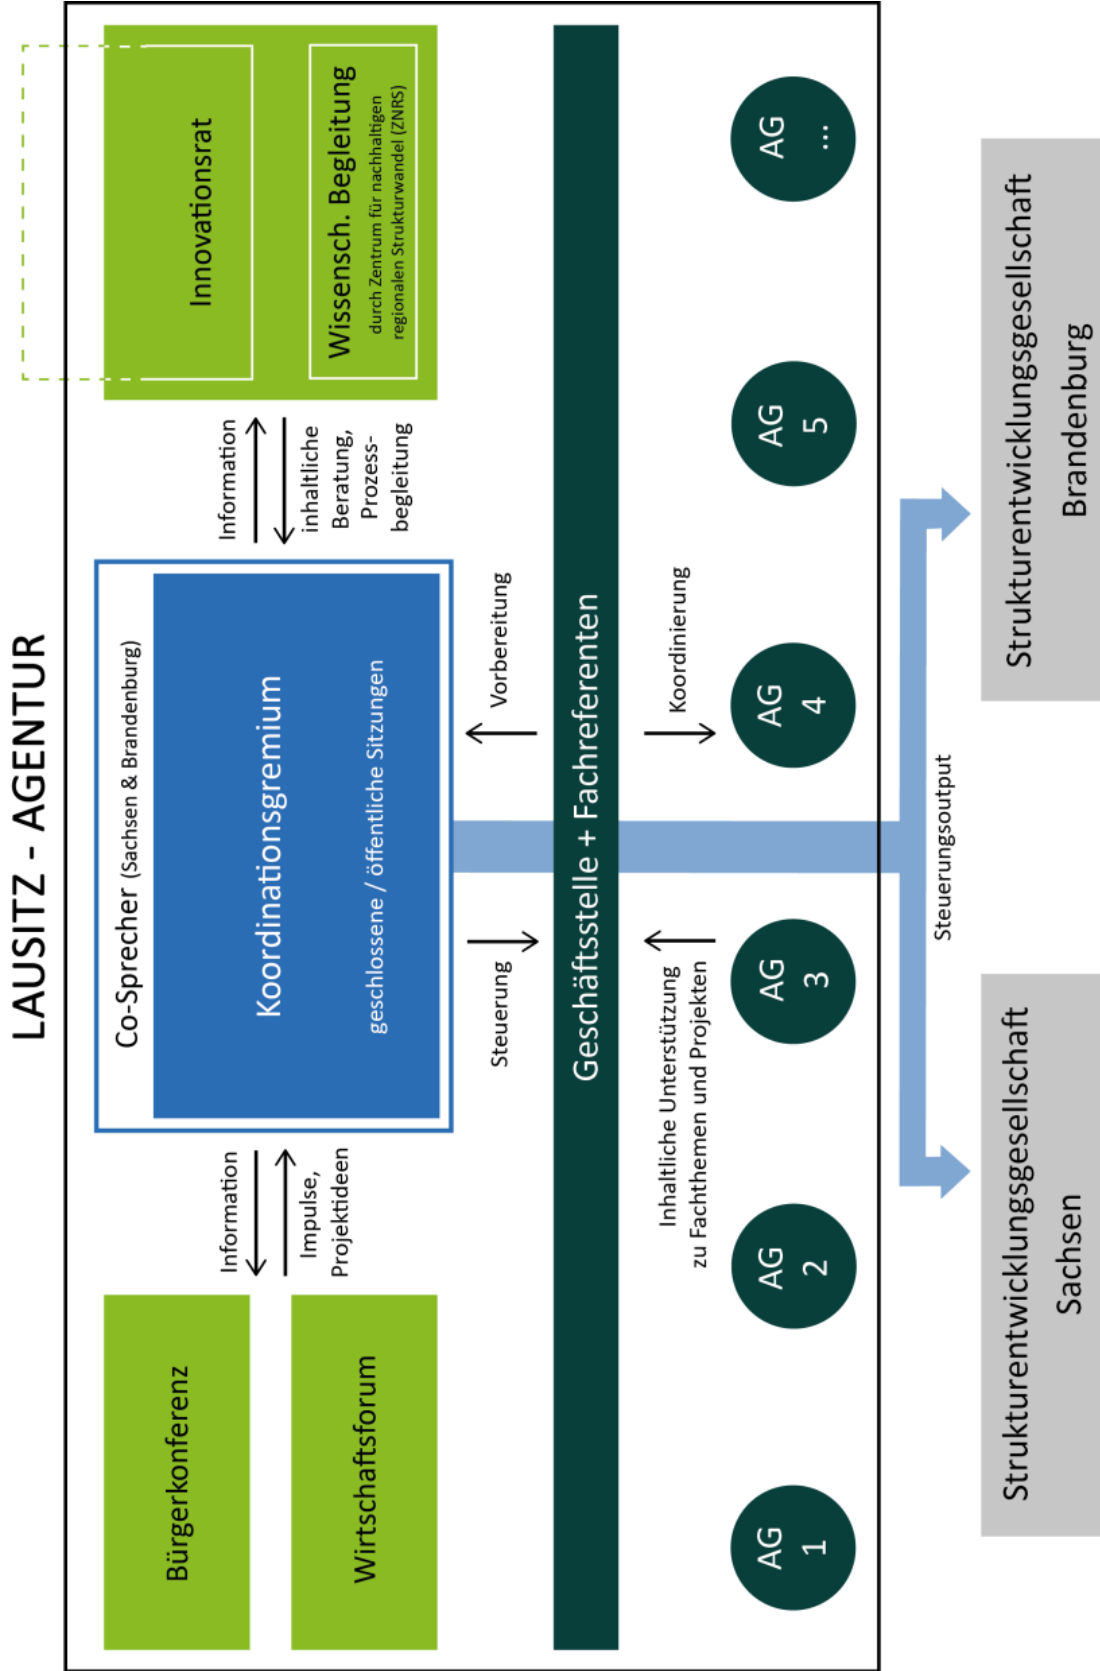 LAUSITZ - AGENTUR
Bürgerkonferenz
Wirtschaftsforum
Information
Impulse,
Projektideen
Co-Sprecher (Sachsen & Brandenburg)
Koordinationsgremium
geschlossene / öffentliche Sitzungen
Information
inhaltliche
Beratung,
Prozess-
begleitung
Innovationsrat
Wissensch. Begleitung
durch Zentrum für nachhaltigen
regionalen Strukturwandel (ZNRS)
Steuerung
Vorbereitung
Geschäftsstelle + Fachreferenten
Inhaltliche Unterstützung
zu Fachthemen und Projekten
Koordinierung
AG
1
AG
2
AG
3
AG
4
AG
5
AG
...
Steuerungsoutput
Strukturentwicklungsgesellschaft
Sachsen
Strukturentwicklungsgesellschaft
Brandenburg